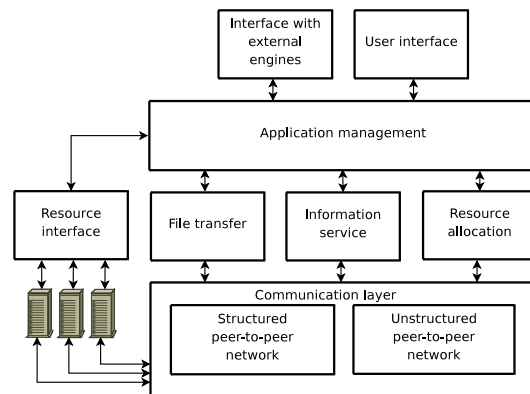 Interface with
external
engines
User interface
Application management
Resource
interface
File transfer
Information
service
Resource
allocation
Communication layer
Structured
peer-to-peer
network
Unstructured
peer-to-peer
network